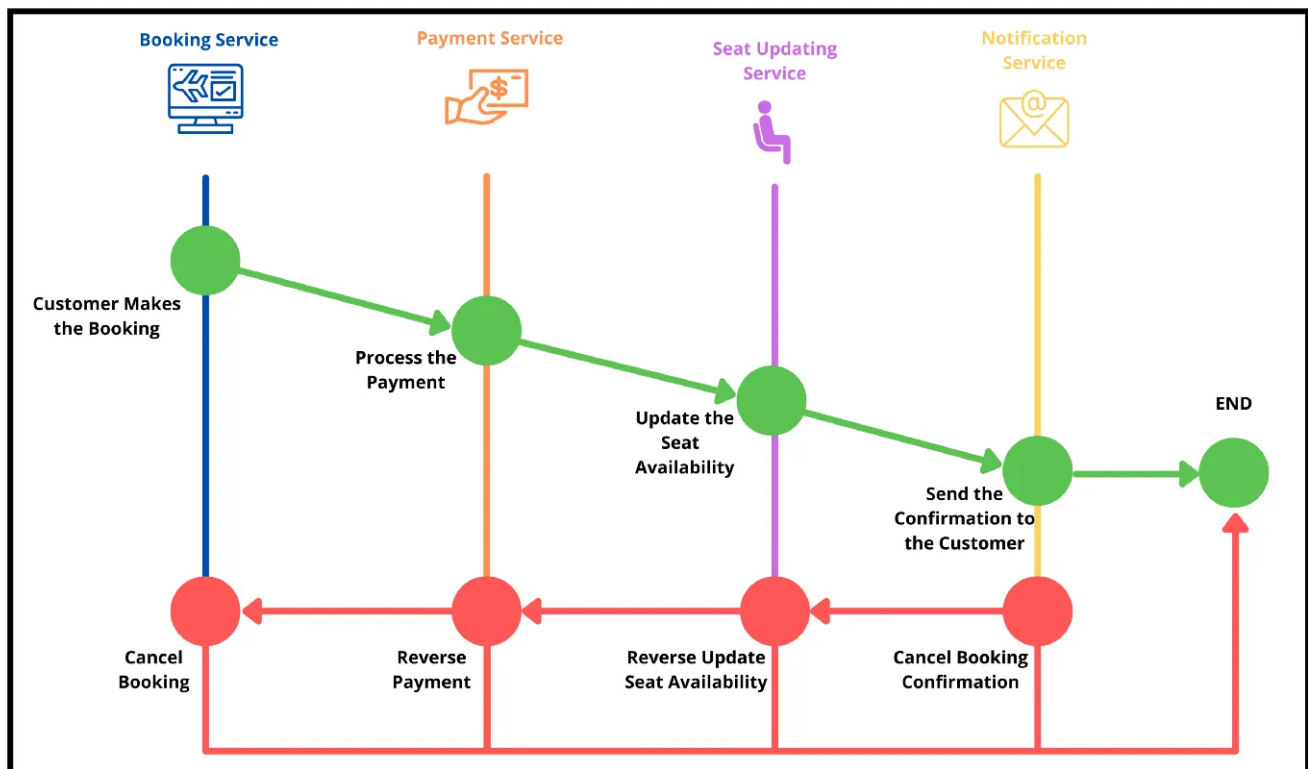 Booking Service
Payment Service
Seat Updating
Service
Notification
Service
$
@
Customer Makes
the Booking
Process the
Payment
Update the
Seat
Availability
END
Send the
Confirmation to
the Customer
Cancel
Booking
Reverse
Payment
Reverse Update
Seat Availability
Cancel Booking
Confirmation